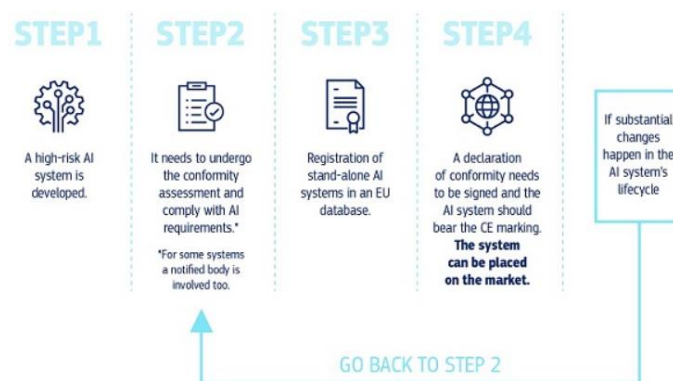 STEP1
A high-risk AI
system is
developed.
STEP2
It needs to undergo
the conformity
assessment and
comply with AI
requirements.*
*For some systems
a notified body is
involved too.
STEP3
Registration of
stand-alone AI
systems in an EU
database.
STEP4
A declaration
of conformity needs
to be signed and the
AI system should
bear the CE marking.
The system
can be placed
on the market.
If substantial
changes
happen in the
AI system's
lifecycle
GO BACK TO STEP 2